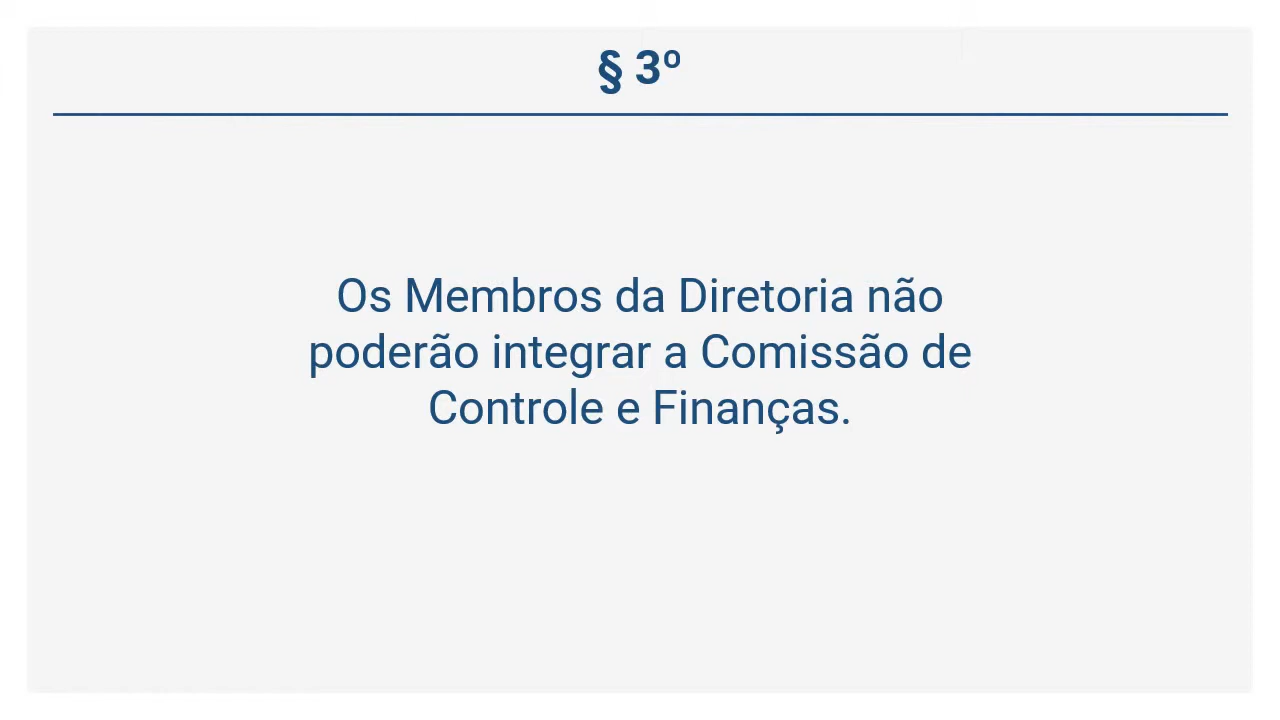 § 3º
Os Membros da Diretoria não
poderão integrar a Comissão de
Controle e Finanças.